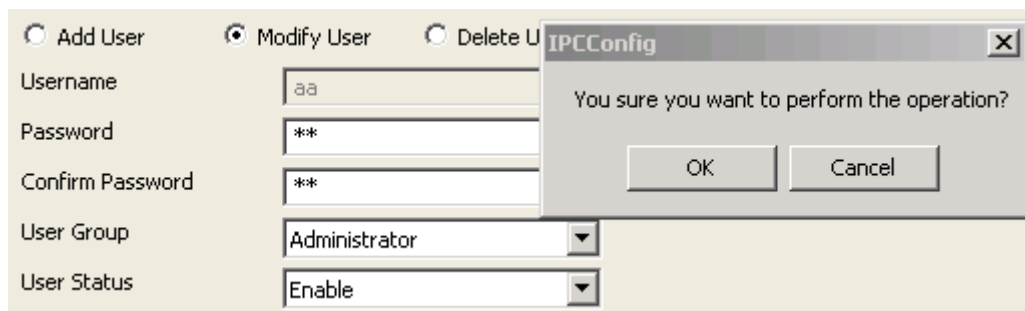 Add User Modify User Delete U
IPCConfig
You sure you want to perform the operation?
OK Cancel
Username aa
Password **
Confirm Password **
User Group Administrator
User Status Enable